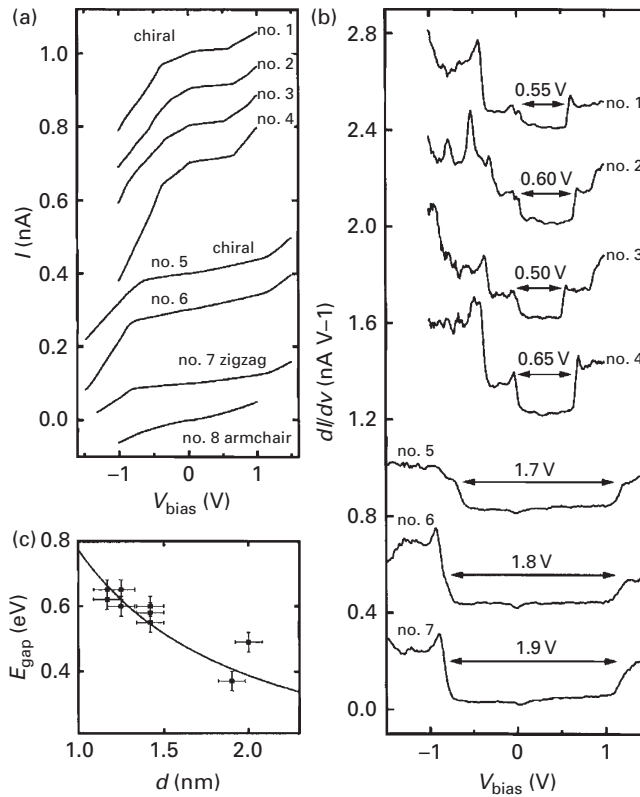 (a)
chiral
no. 1
no. 2
no. 3
no. 4
chiral
no. 5
no. 6
no. 7 zigzag
no. 8 armchair
1.0
0.8
0.6
0.4
0.2
0.0
I (nA)
−1 0 1
V bias (V)
(b)
0.55 V
no. 1
0.60 V
no. 2
0.50 V
no. 3
0.65 V
no. 4
no. 5
1.7 V
no. 6
1.8 V
no. 7
1.9 V
2.8
2.4
2.0
1.6
1.2
0.8
0.4
0.0
dI/dv (nA V−1)
−1 0 1
V bias (V)
(c)
0.8
0.6
0.4
E gap (eV)
1.0 1.5 2.0
d (nm)